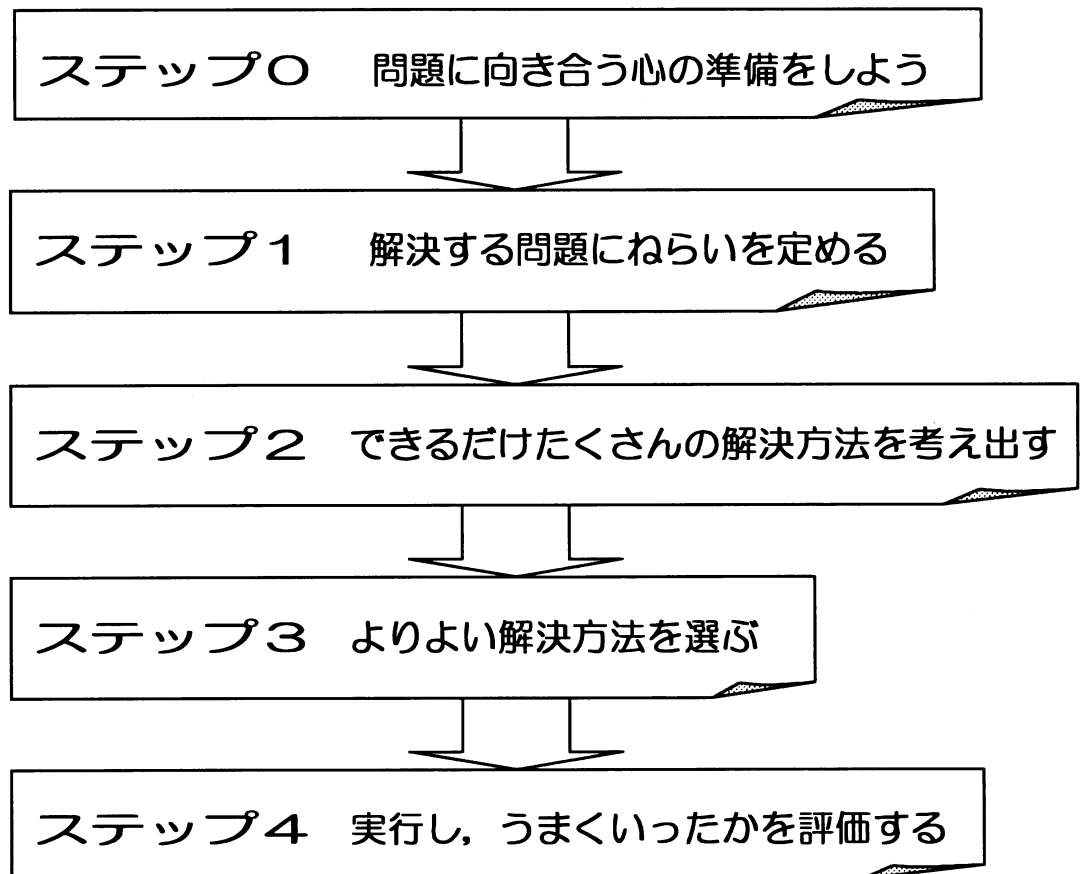 ステップ０　問題に向き合う心の準備をしよう
ステップ１　解決する問題にねらいを定める
ステップ２　できるだけたくさんの解決方法を考え出す
ステップ３　よりよい解決方法を選ぶ
ステップ４　実行し，うまくいったかを評価する